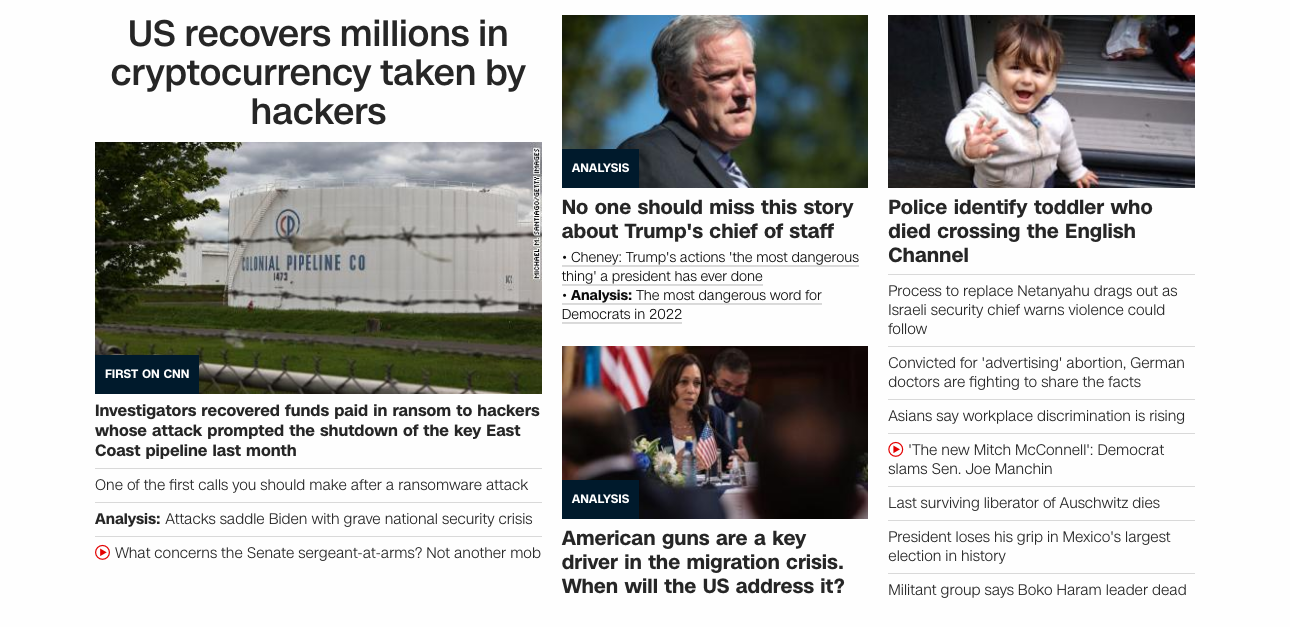 US recovers millions in
cryptocurrency taken by
hackers
MICHAEL M. SANTIAGO/GETTY IMAGES
CP
COLONIAL PIPELINE CO
1473
FIRST ON CNN
Investigators recovered funds paid in ransom to hackers
whose attack prompted the shutdown of the key East
Coast pipeline last month
One of the first calls you should make after a ransomware attack
Analysis: Attacks saddle Biden with grave national security crisis
What concerns the Senate sergeant-at-arms? Not another mob
ANALYSIS
No one should miss this story
about Trump's chief of staff
• Cheney: Trump's actions 'the most dangerous
thing' a president has ever done
• Analysis: The most dangerous word for
Democrats in 2022
ANALYSIS
American guns are a key
driver in the migration crisis.
When will the US address it?
Police identify toddler who
died crossing the English
Channel
Process to replace Netanyahu drags out as
Israeli security chief warns violence could
follow
Convicted for 'advertising' abortion, German
doctors are fighting to share the facts
Asians say workplace discrimination is rising
'The new Mitch McConnell': Democrat
slams Sen. Joe Manchin
Last surviving liberator of Auschwitz dies
President loses his grip in Mexico's largest
election in history
Militant group says Boko Haram leader dead